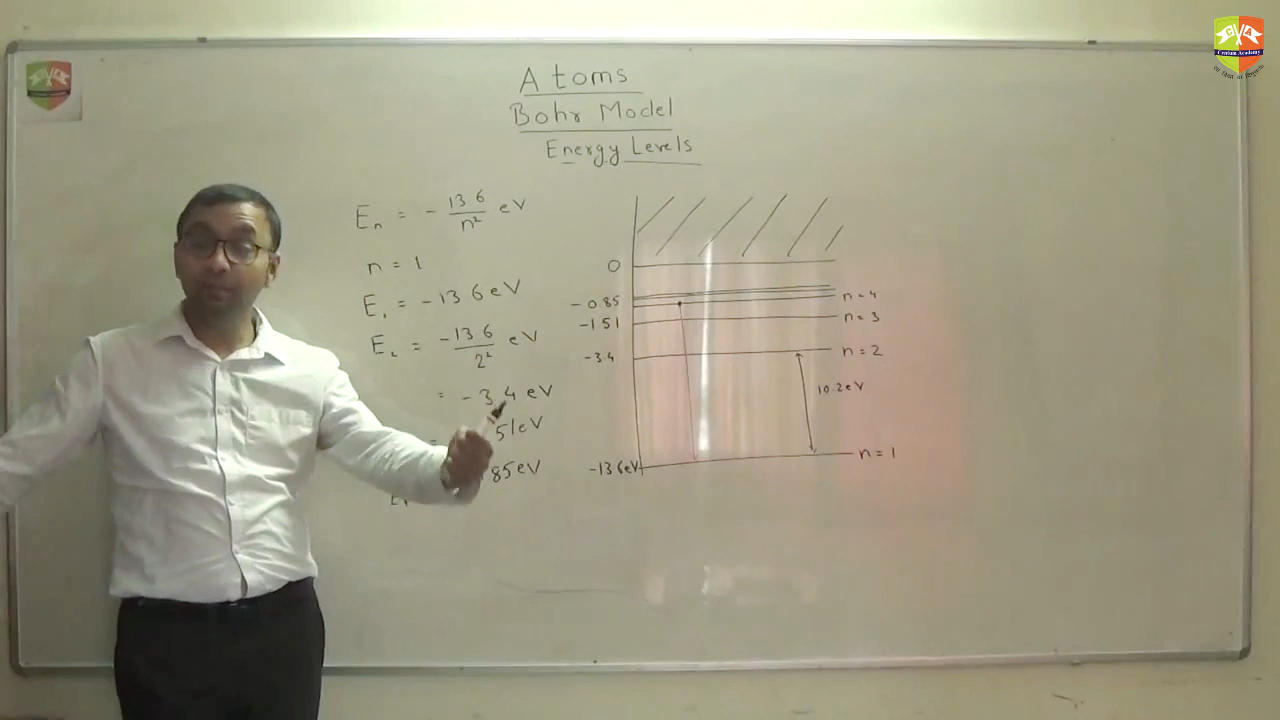 Centum Academy
Atoms
Bohr Model
Energy Levels
Eₙ = - 13.6 / n² eV
n = 1
E₁ = - 13.6 eV
E₂ = - 13.6 / 2² eV
= - 3.4 eV
= 51eV
85eV
0
-0.85 n=4
-1.51 n=3
-3.4 n=2
10.2eV
-13.6eV n=1